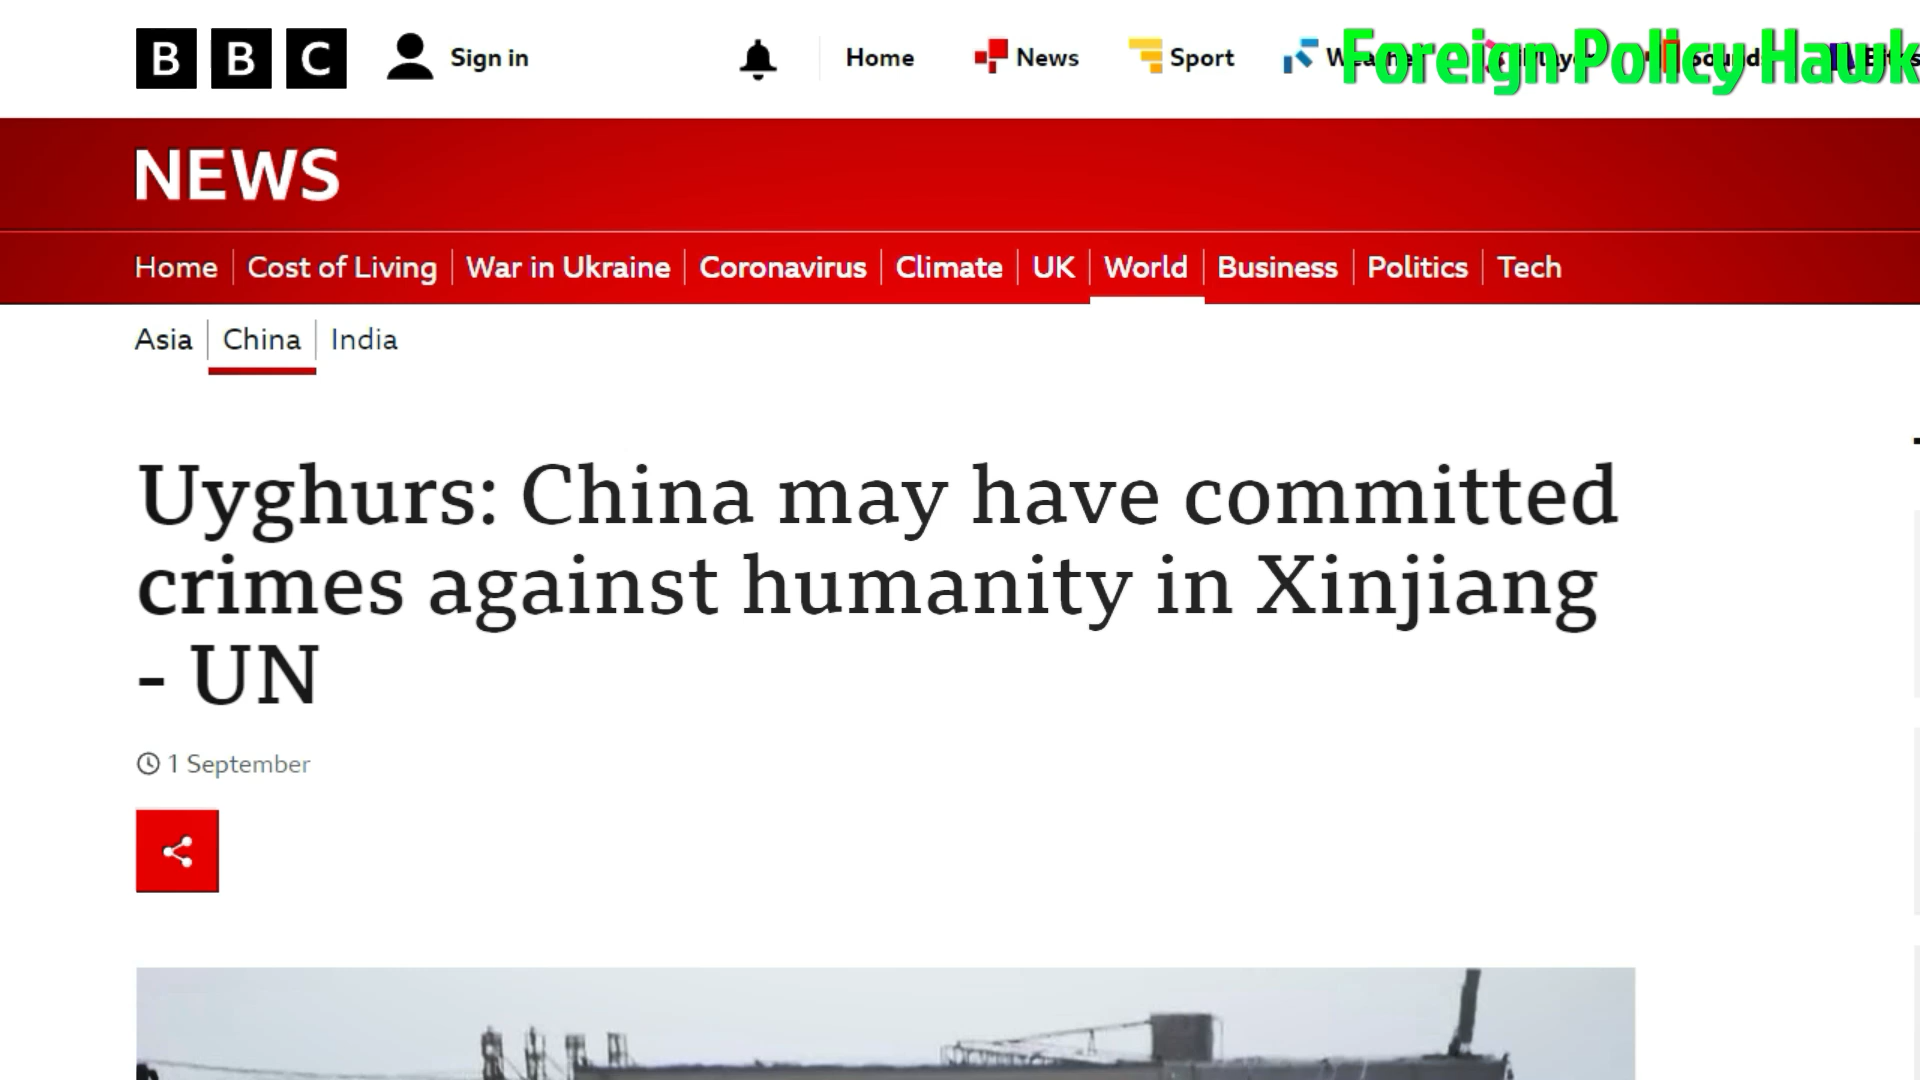 BBC
Sign in
Home
News
Sport
Foreign Policy Hawk
NEWS
Home
Cost of Living
War in Ukraine
Coronavirus
Climate
UK
World
Business
Politics
Tech
Asia
China
India
Uyghurs: China may have committed
crimes against humanity in Xinjiang
- UN
1 September